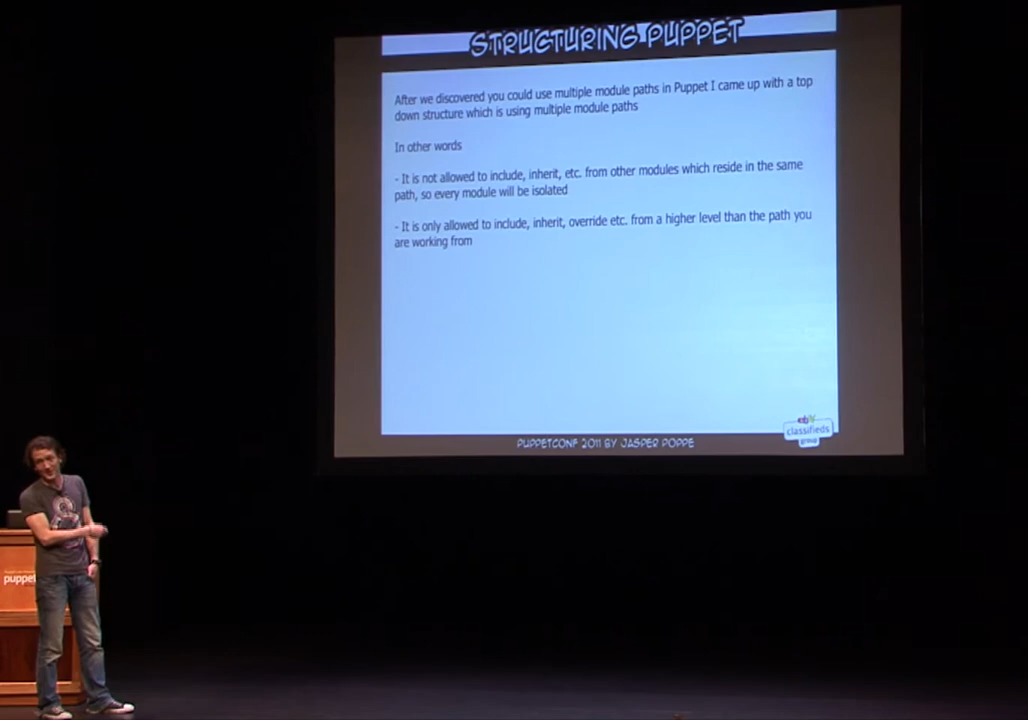 STRUCTURING PUPPET
After we discovered you could use multiple module paths in Puppet I came up with a top
down structure which is using multiple module paths
In other words
- It is not allowed to include, inherit, etc. from other modules which reside in the same
path, so every module will be isolated
- It is only allowed to include, inherit, override etc. from a higher level than the path you
are working from
ebay
classifieds
group
PUPPETCONF 2011 BY JASPER POPPE
puppet